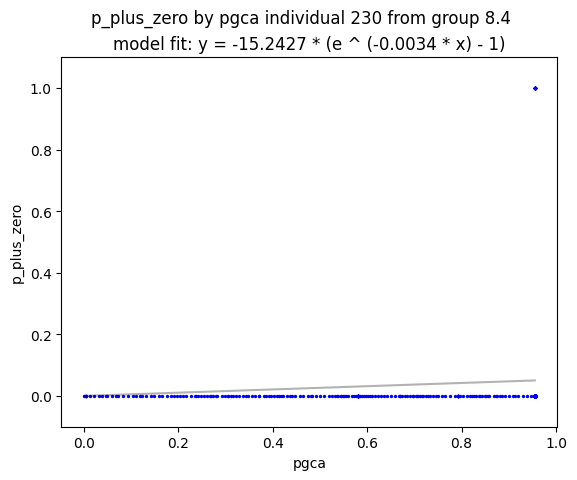 p_plus_zero by pgca individual 230 from group 8.4
model fit: y = -15.2427 * (e ^ (-0.0034 * x) - 1)
1.0
0.8
0.6
0.4
0.2
0.0
p_plus_zero
0.0 0.2 0.4 0.6 0.8 1.0
pgca